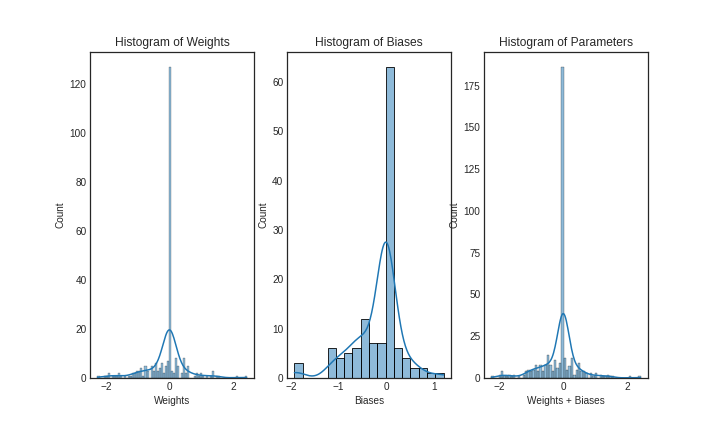 Histogram of Weights
Count
120
100
80
60
40
20
0
−2 0 2
Weights
Histogram of Biases
Count
60
50
40
30
20
10
0
−2 −1 0 1
Biases
Histogram of Parameters
Count
175
150
125
100
75
50
25
0
−2 0 2
Weights + Biases